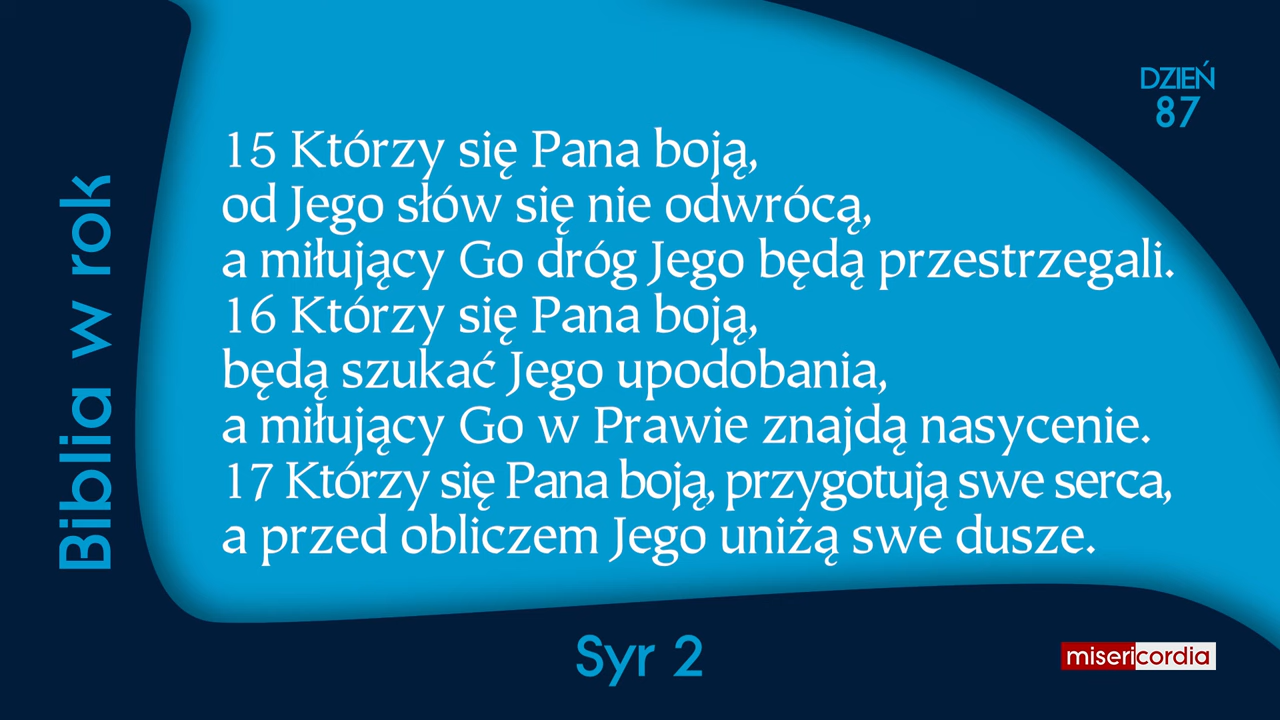 DZIEŃ
87
Biblia w rok
15 Którzy się Pana boją,
od Jego słów się nie odwrócą,
a miłujący Go dróg Jego będą przestrzegali.
16 Którzy się Pana boją,
będą szukać Jego upodobania,
a miłujący Go w Prawie znajdą nasycenie.
17 Którzy się Pana boją, przygotują swe serca,
a przed obliczem Jego uniżą swe dusze.
Syr 2
misericordia